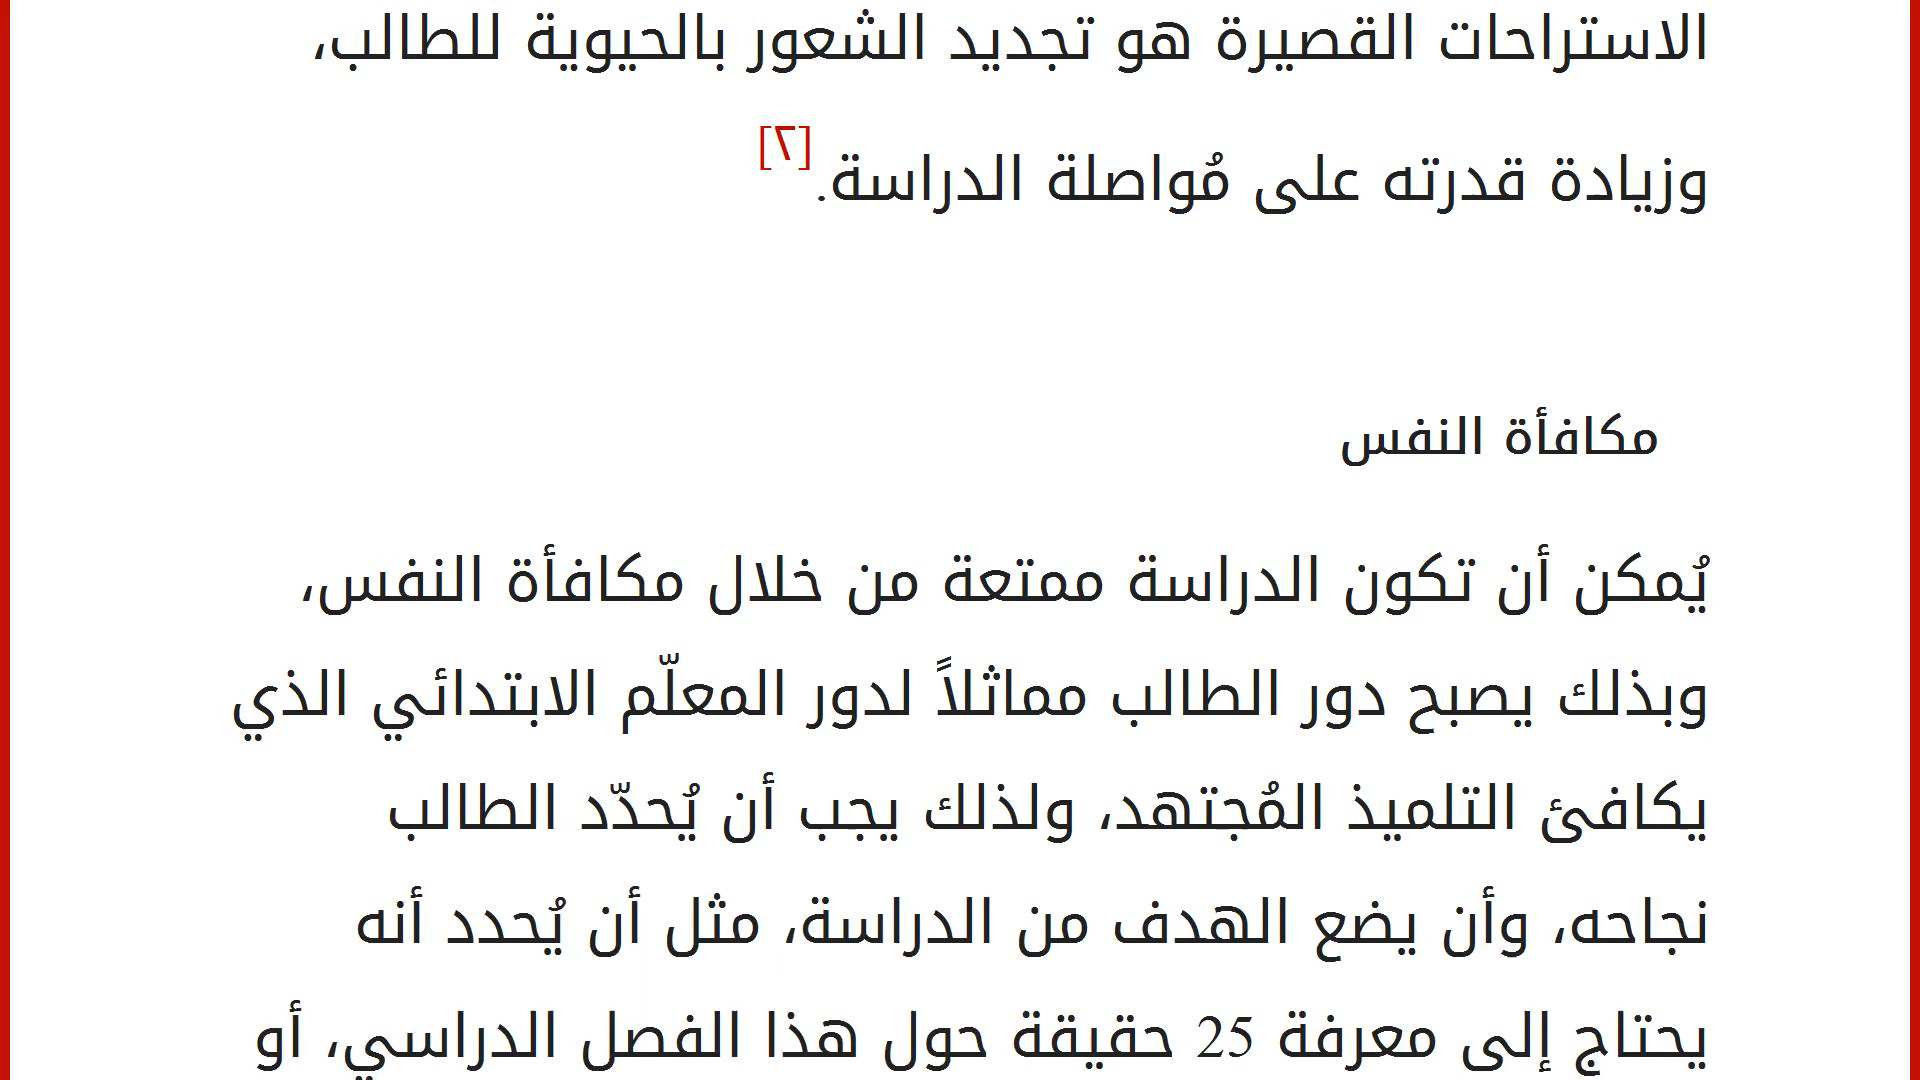 الاستراحات القصيرة هو تجديد الشعور بالحيوية للطالب،
وزيادة قدرته على مُواصلة الدراسة.[٢]
مكافأة النفس
يُمكن أن تكون الدراسة ممتعة من خلال مكافأة النفس،
وبذلك يصبح دور الطالب مماثلاً لدور المعلّم الابتدائي الذي
يكافئ التلميذ المُجتهد، ولذلك يجب أن يُحدّد الطالب
نجاحه، وأن يضع الهدف من الدراسة، مثل أن يُحدد أنه
يحتاج إلى معرفة 25 حقيقة حول هذا الفصل الدراسي، أو